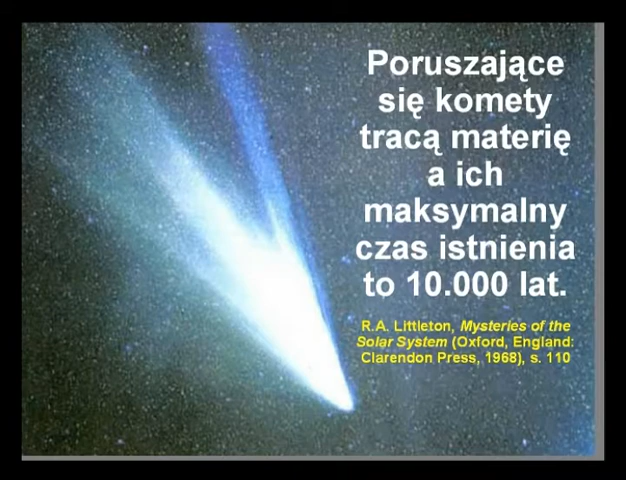 Poruszające
się komety
tracą materię
a ich
maksymalny
czas istnienia
to 10.000 lat.
R.A. Littleton, Mysteries of the
Solar System (Oxford, England:
Clarendon Press, 1968), s. 110